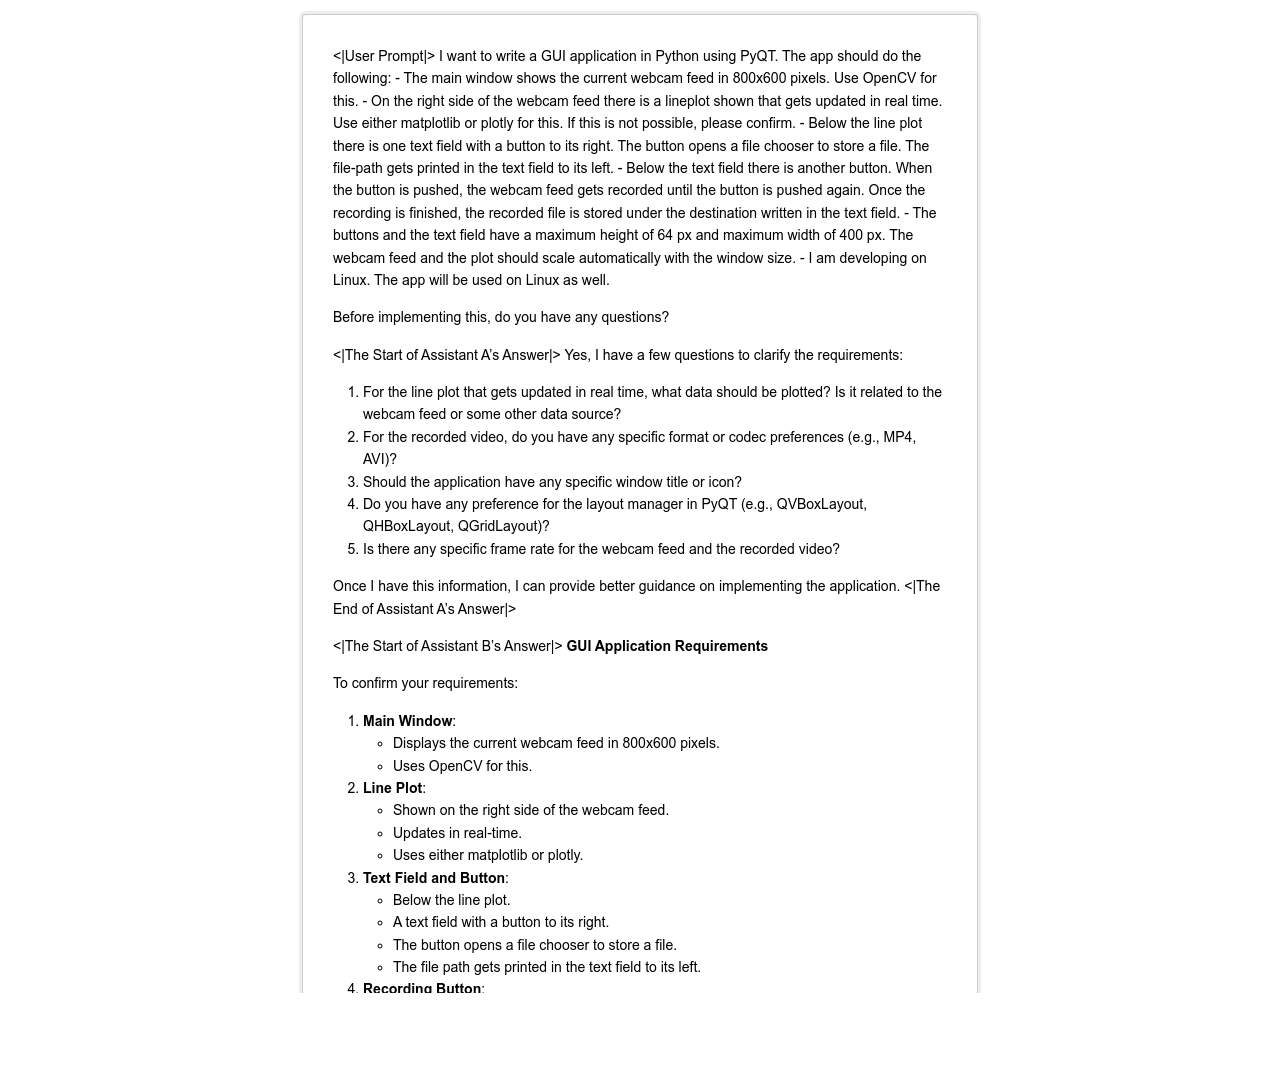 <|User Prompt|> I want to write a GUI application in Python using PyQT. The app should do the
following: - The main window shows the current webcam feed in 800x600 pixels. Use OpenCV for
this. - On the right side of the webcam feed there is a lineplot shown that gets updated in real time.
Use either matplotlib or plotly for this. If this is not possible, please confirm. - Below the line plot
there is one text field with a button to its right. The button opens a file chooser to store a file. The
file-path gets printed in the text field to its left. - Below the text field there is another button. When
the button is pushed, the webcam feed gets recorded until the button is pushed again. Once the
recording is finished, the recorded file is stored under the destination written in the text field. - The
buttons and the text field have a maximum height of 64 px and maximum width of 400 px. The
webcam feed and the plot should scale automatically with the window size. - I am developing on
Linux. The app will be used on Linux as well.
Before implementing this, do you have any questions?
<|The Start of Assistant A’s Answer|> Yes, I have a few questions to clarify the requirements:
1. For the line plot that gets updated in real time, what data should be plotted? Is it related to the
webcam feed or some other data source?
2. For the recorded video, do you have any specific format or codec preferences (e.g., MP4,
AVI)?
3. Should the application have any specific window title or icon?
4. Do you have any preference for the layout manager in PyQT (e.g., QVBoxLayout,
QHBoxLayout, QGridLayout)?
5. Is there any specific frame rate for the webcam feed and the recorded video?
Once I have this information, I can provide better guidance on implementing the application. <|The
End of Assistant A’s Answer|>
<|The Start of Assistant B’s Answer|> GUI Application Requirements
To confirm your requirements:
1. Main Window:
◦ Displays the current webcam feed in 800x600 pixels.
◦ Uses OpenCV for this.
2. Line Plot:
◦ Shown on the right side of the webcam feed.
◦ Updates in real-time.
◦ Uses either matplotlib or plotly.
3. Text Field and Button:
◦ Below the line plot.
◦ A text field with a button to its right.
◦ The button opens a file chooser to store a file.
◦ The file path gets printed in the text field to its left.
4. Recording Button: